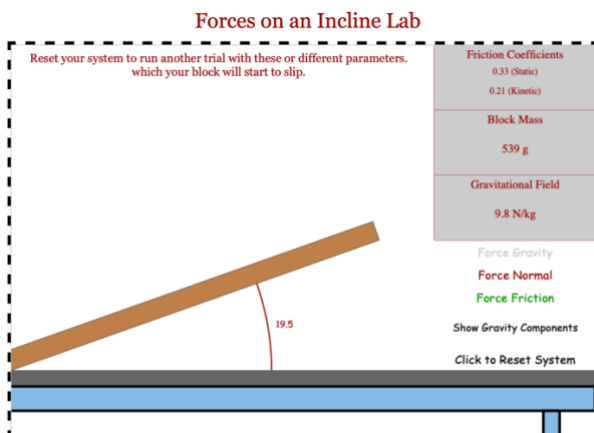 Forces on an Incline Lab
Reset your system to run another trial with these or different parameters.
which your block will start to slip.
Friction Coefficients
0.33 (Static)
0.21 (Kinetic)
Block Mass
539 g
Gravitational Field
9.8 N/kg
Force Gravity
Force Normal
Force Friction
Show Gravity Components
Click to Reset System
19.5